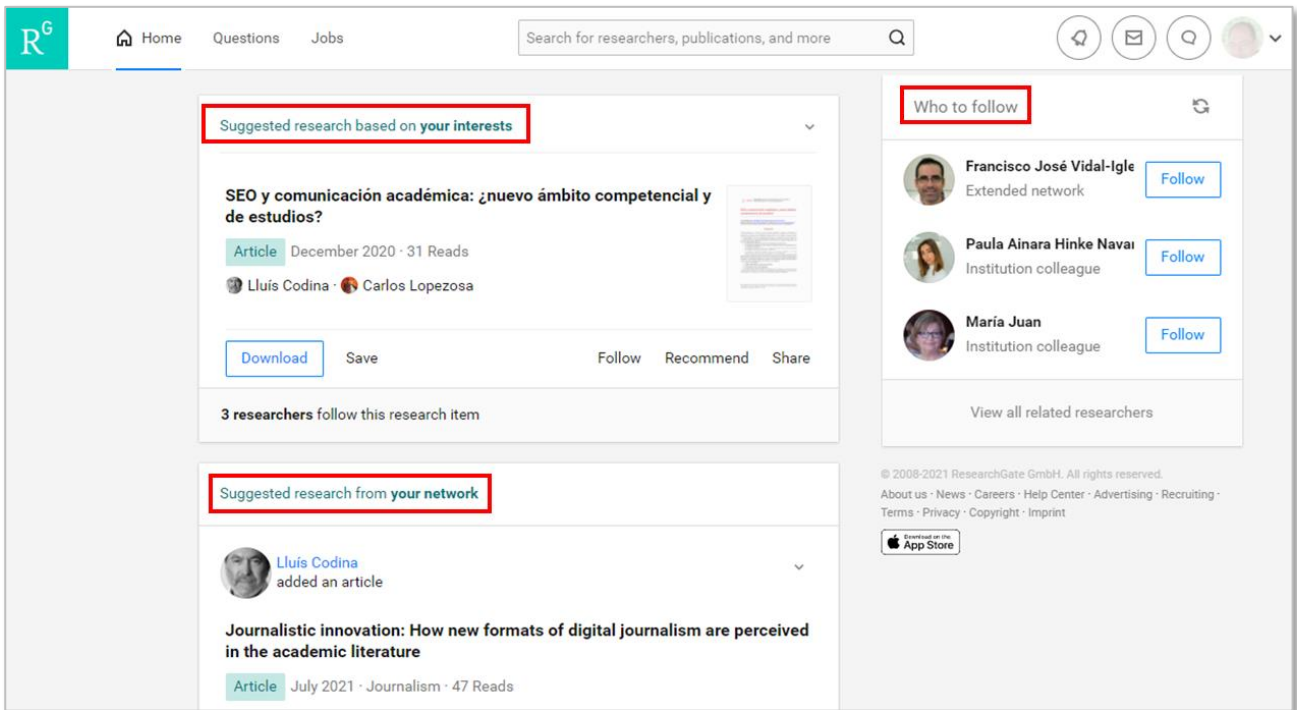 RG Home Questions Jobs Search for researchers, publications, and more
Suggested research based on your interests
SEO y comunicación académica: ¿nuevo ámbito competencial y
de estudios?
Article December 2020 · 31 Reads
Lluís Codina · Carlos Lopezosa
Download Save Follow Recommend Share
3 researchers follow this research item
Suggested research from your network
Lluís Codina
added an article
Journalistic innovation: How new formats of digital journalism are perceived
in the academic literature
Article July 2021 · Journalism · 47 Reads
Who to follow
Francisco José Vidal-Igle
Extended network
Follow
Paula Ainara Hinke Navar
Institution colleague
Follow
María Juan
Institution colleague
Follow
View all related researchers
© 2008-2021 ResearchGate GmbH. All rights reserved.
About us · News · Careers · Help Center · Advertising · Recruiting ·
Terms · Privacy · Copyright · Imprint
Download on the
App Store